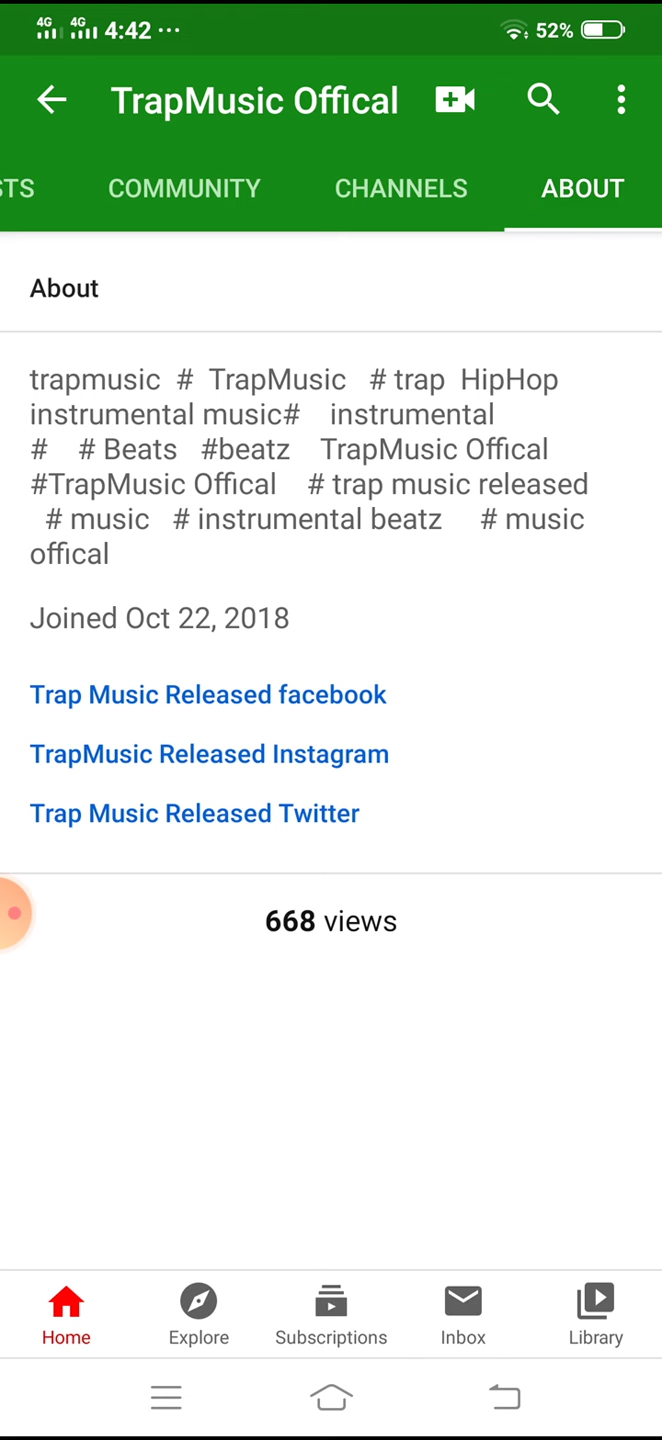 4G 4G 4:42 ··· 52%
TrapMusic Offical
STS COMMUNITY CHANNELS ABOUT
About
trapmusic # TrapMusic # trap HipHop
instrumental music# instrumental
# # Beats #beatz TrapMusic Offical
#TrapMusic Offical # trap music released
# music # instrumental beatz # music
offical
Joined Oct 22, 2018
Trap Music Released facebook
TrapMusic Released Instagram
Trap Music Released Twitter
668 views
Home Explore Subscriptions Inbox Library